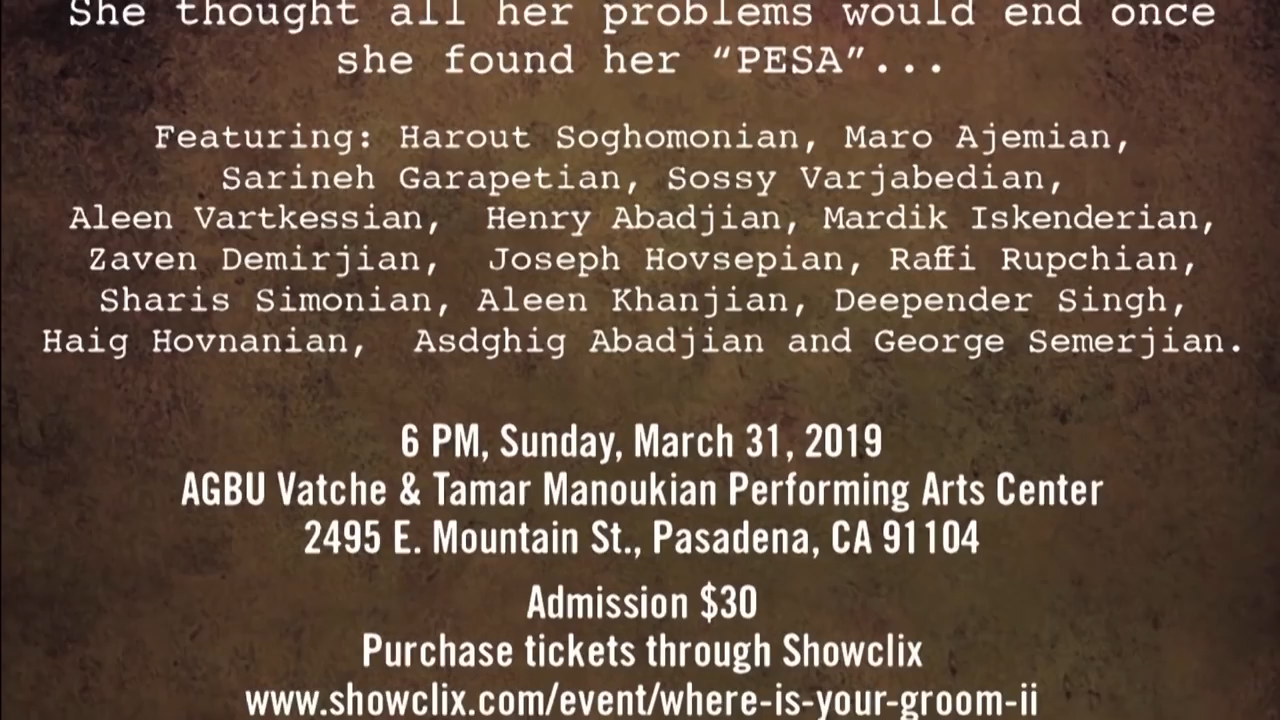 She thought all her problems would end once
she found her “PESA”...
Featuring: Harout Soghomonian, Maro Ajemian,
Sarineh Garapetian, Sossy Varjabedian,
Aleen Vartkessian, Henry Abadjian, Mardik Iskenderian,
Zaven Demirjian, Joseph Hovsepian, Raffi Rupchian,
Sharis Simonian, Aleen Khanjian, Deepender Singh,
Haig Hovnanian, Asdghig Abadjian and George Semerjian.
6 PM, Sunday, March 31, 2019
AGBU Vatche & Tamar Manoukian Performing Arts Center
2495 E. Mountain St., Pasadena, CA 91104
Admission $30
Purchase tickets through Showclix
www.showclix.com/event/where-is-your-groom-ii